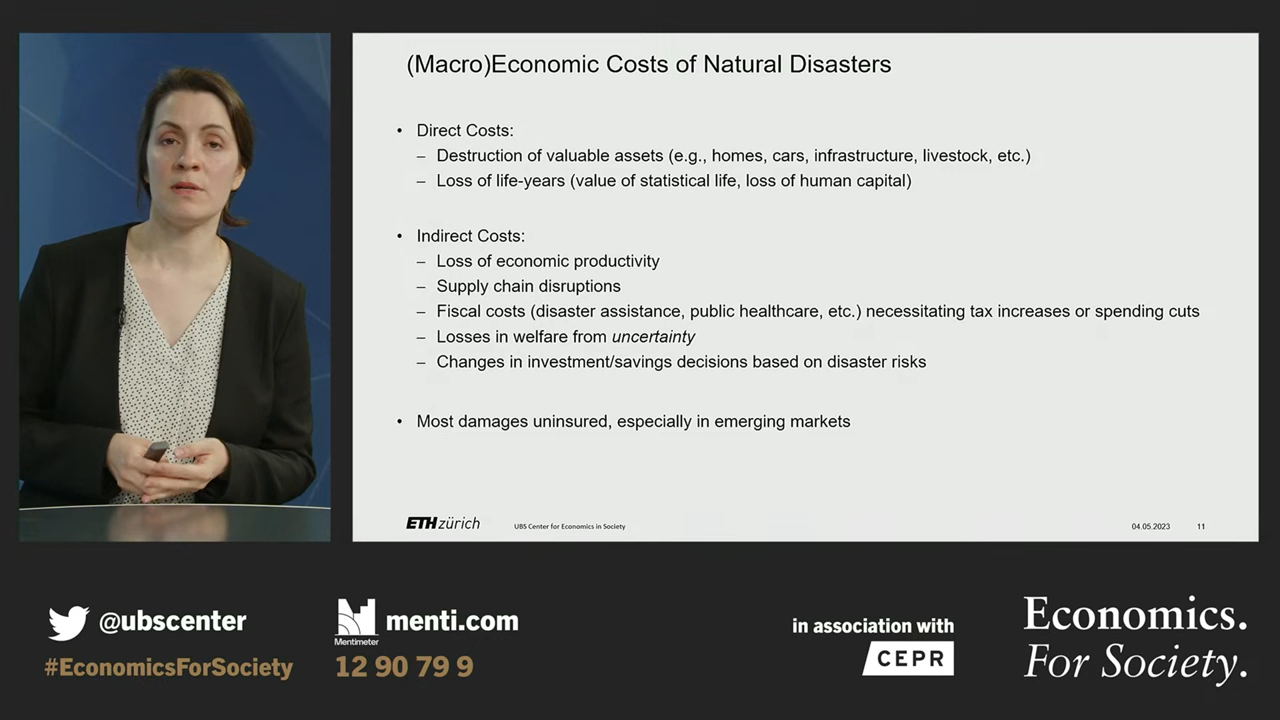 (Macro)Economic Costs of Natural Disasters
• Direct Costs:
– Destruction of valuable assets (e.g., homes, cars, infrastructure, livestock, etc.)
– Loss of life-years (value of statistical life, loss of human capital)
• Indirect Costs:
– Loss of economic productivity
– Supply chain disruptions
– Fiscal costs (disaster assistance, public healthcare, etc.) necessitating tax increases or spending cuts
– Losses in welfare from uncertainty
– Changes in investment/savings decisions based on disaster risks
• Most damages uninsured, especially in emerging markets
ETH zürich UBS Center for Economics in Society 04.05.2023 11
@ubscenter
#EconomicsForSociety
Mentimeter
menti.com
12 90 79 9
in association with
CEPR
Economics.
For Society.